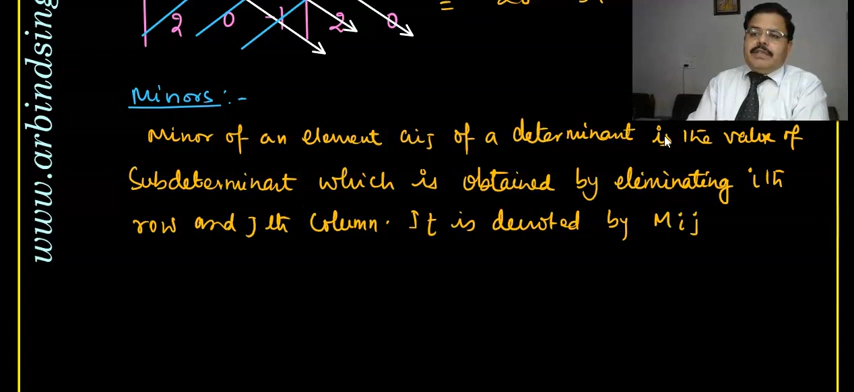 2 0 -1 2 0
=
Minors:-
Minor of an element aij of a determinant is the value of
Subdeterminant which is obtained by eleminating ith
row and jth Column. It is denoted by Mij
www.arbindsing